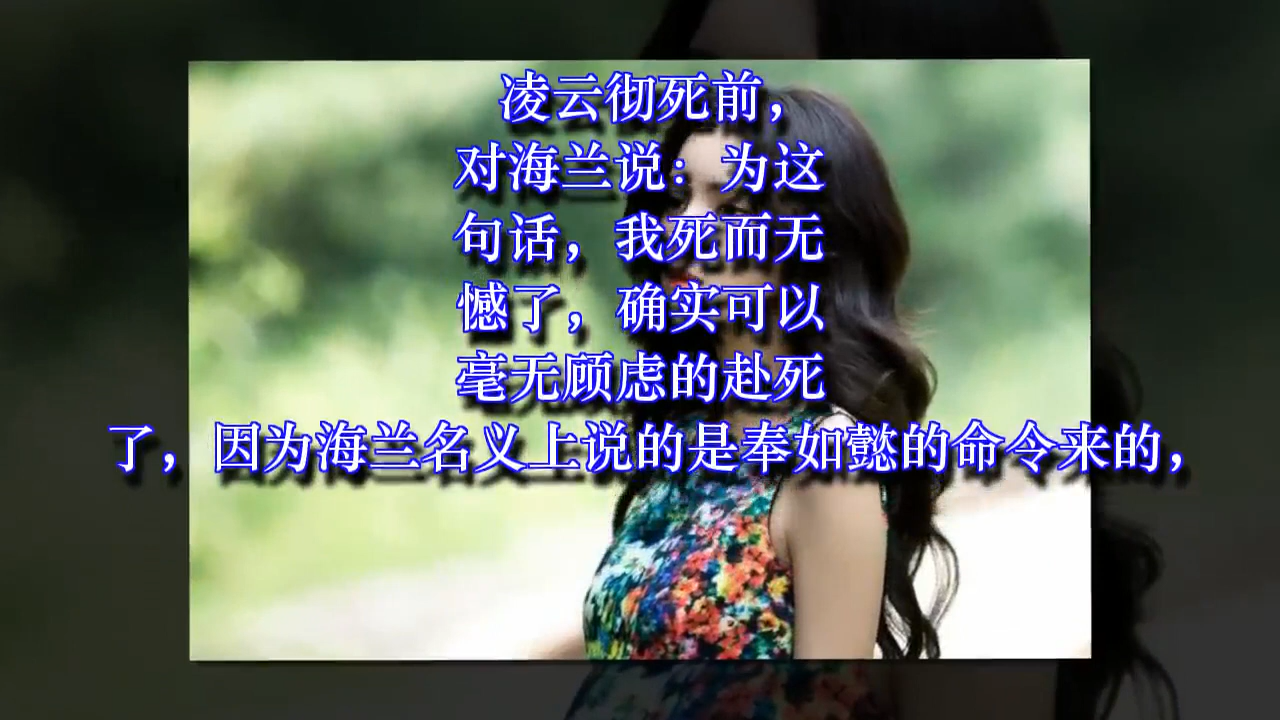 凌云彻死前，
对海兰说：为这
句话，我死而无
憾了，确实可以
毫无顾虑的赴死
了，因为海兰名义上说的是奉如懿的命令来的，